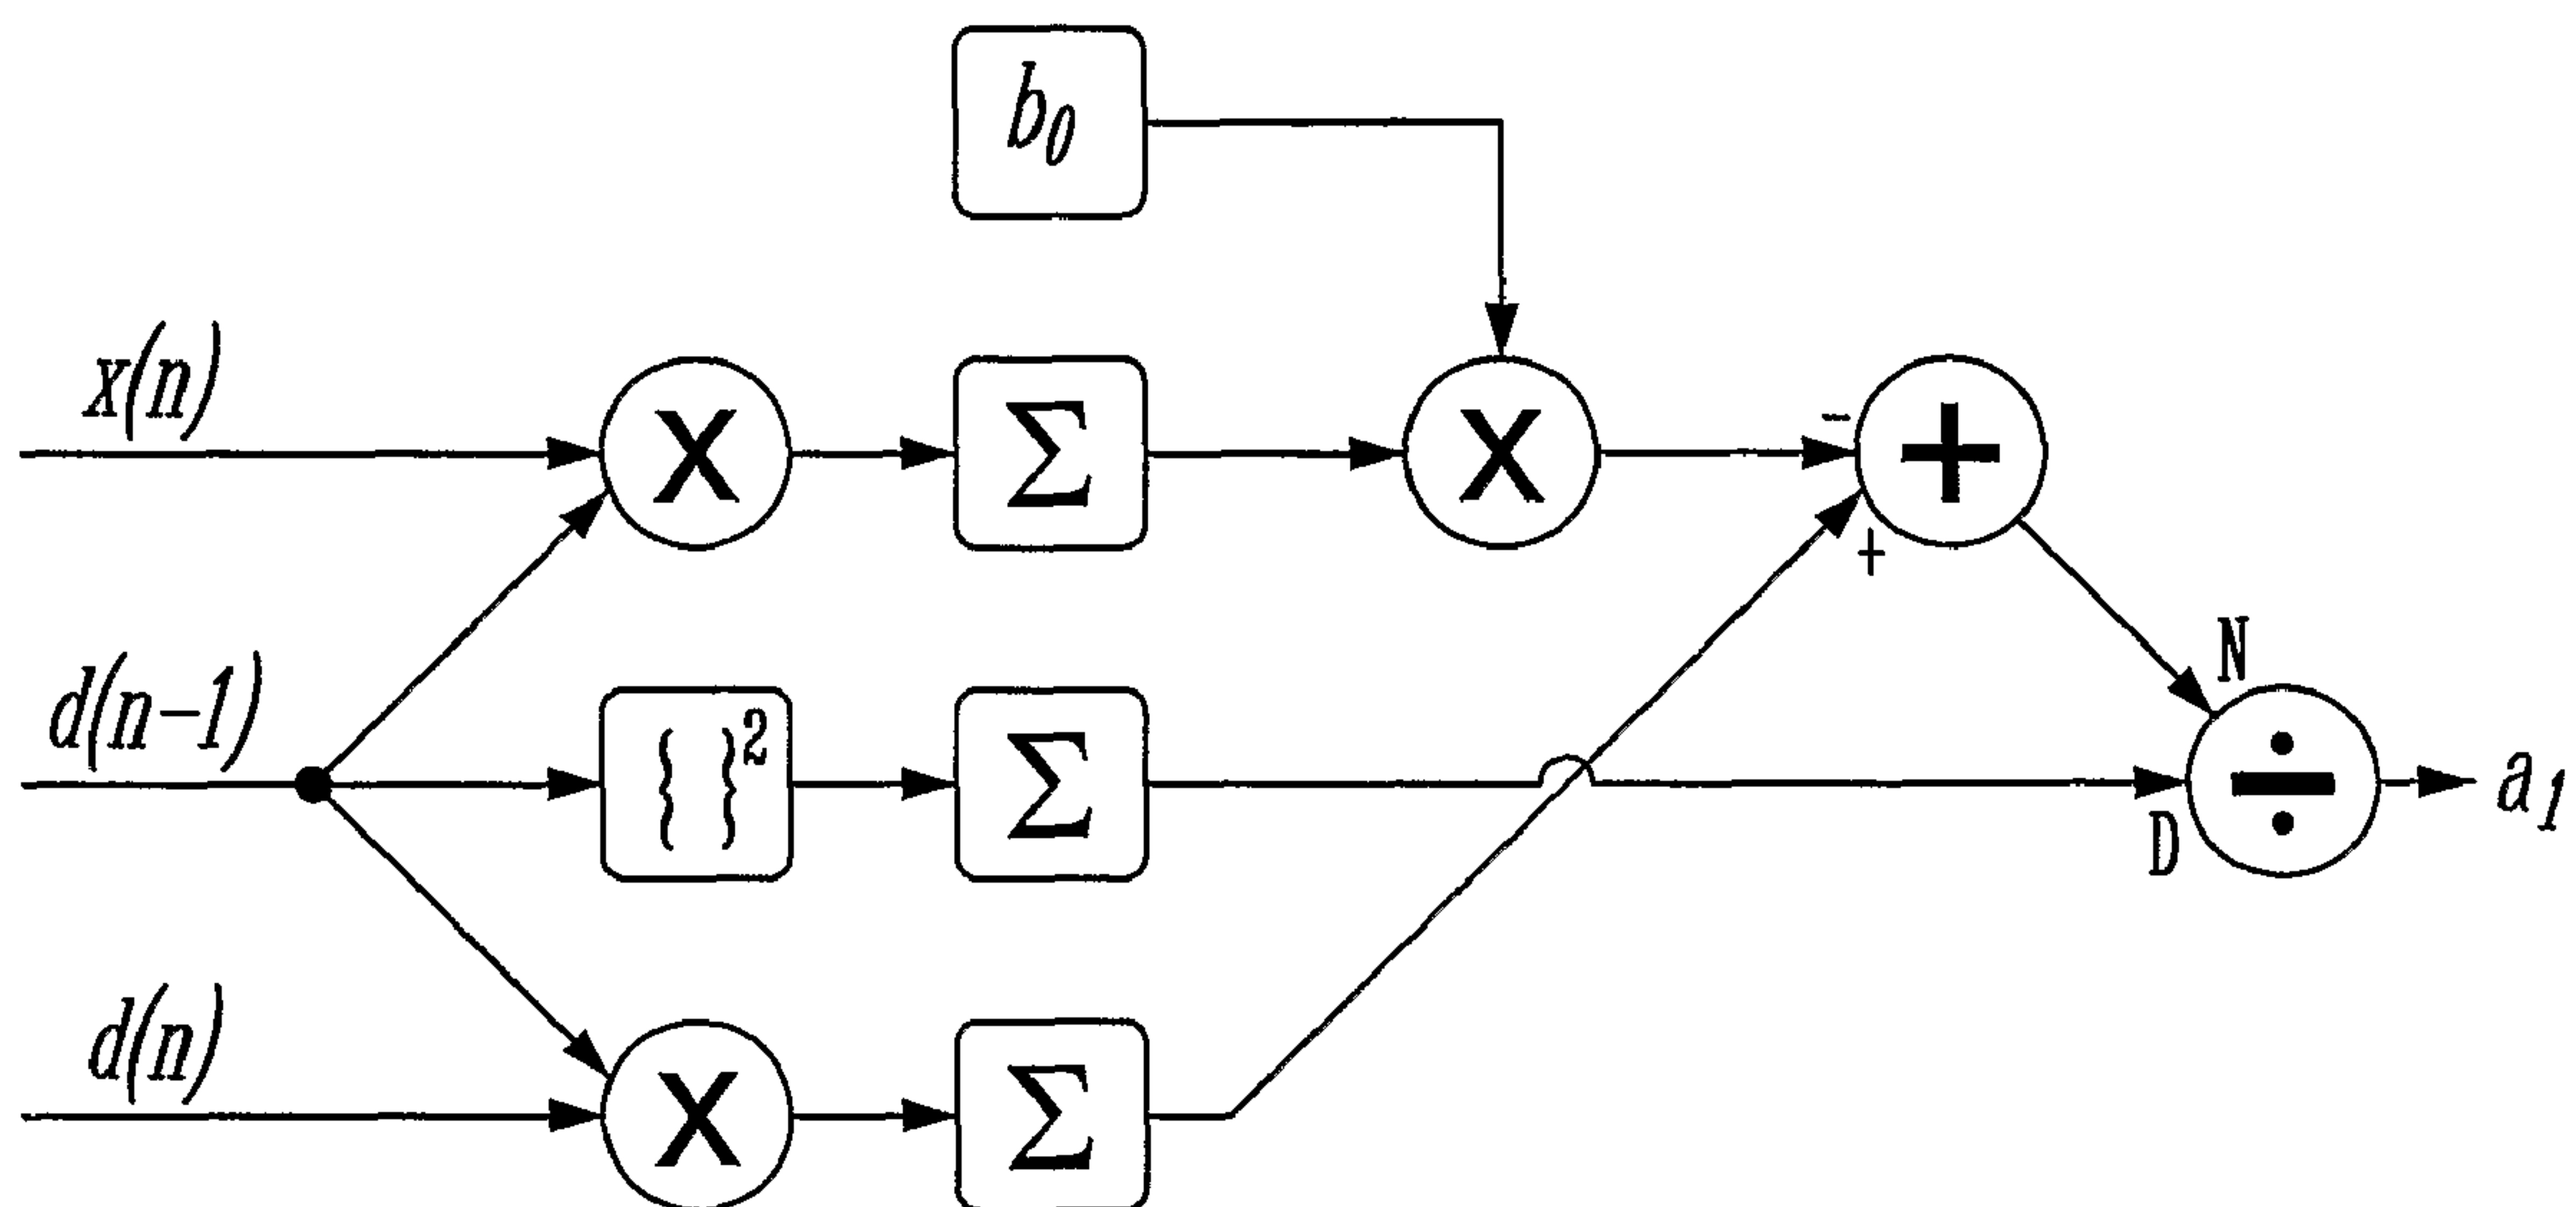 b0
x(n)
X
Σ
X
-
+
+
d(n-1)
{ }2
Σ
N
÷
D
a1
d(n)
X
Σ